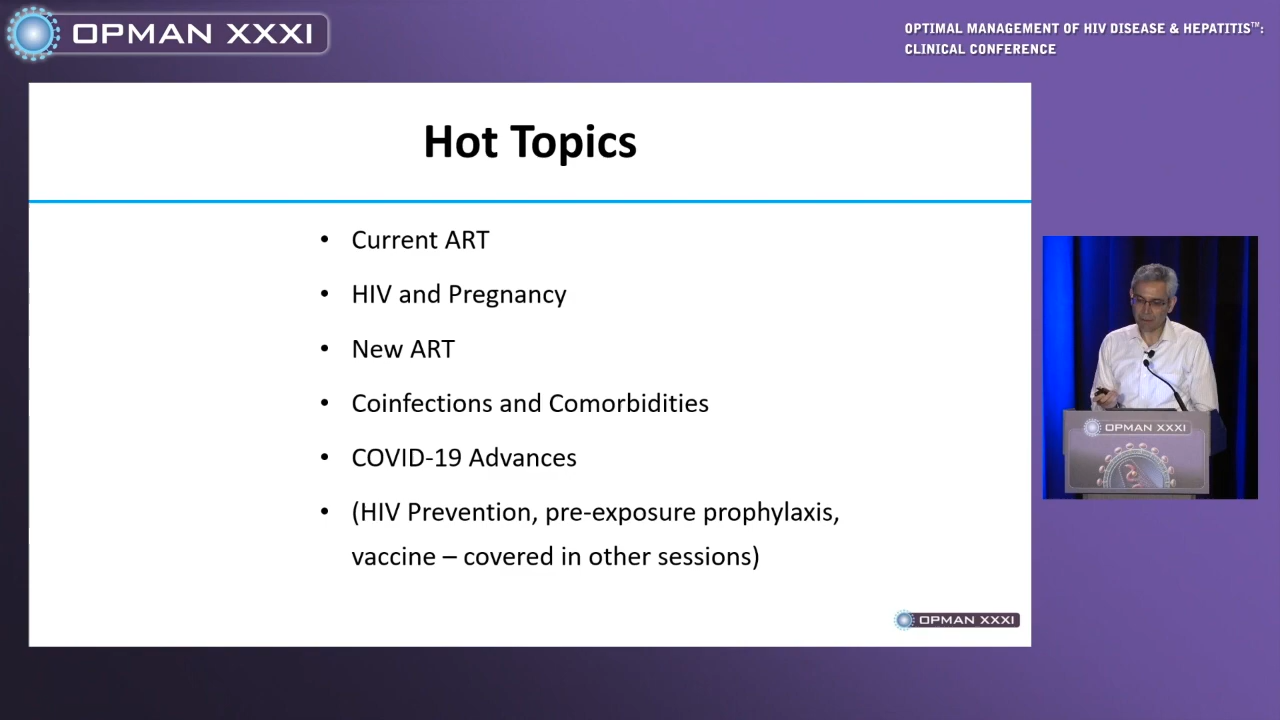 OPMAN XXXI
OPTIMAL MANAGEMENT OF HIV DISEASE & HEPATITIS™:
CLINICAL CONFERENCE
Hot Topics
• Current ART
• HIV and Pregnancy
• New ART
• Coinfections and Comorbidities
• COVID-19 Advances
• (HIV Prevention, pre-exposure prophylaxis,
vaccine – covered in other sessions)
OPMAN XXXI
OPMAN XXXI